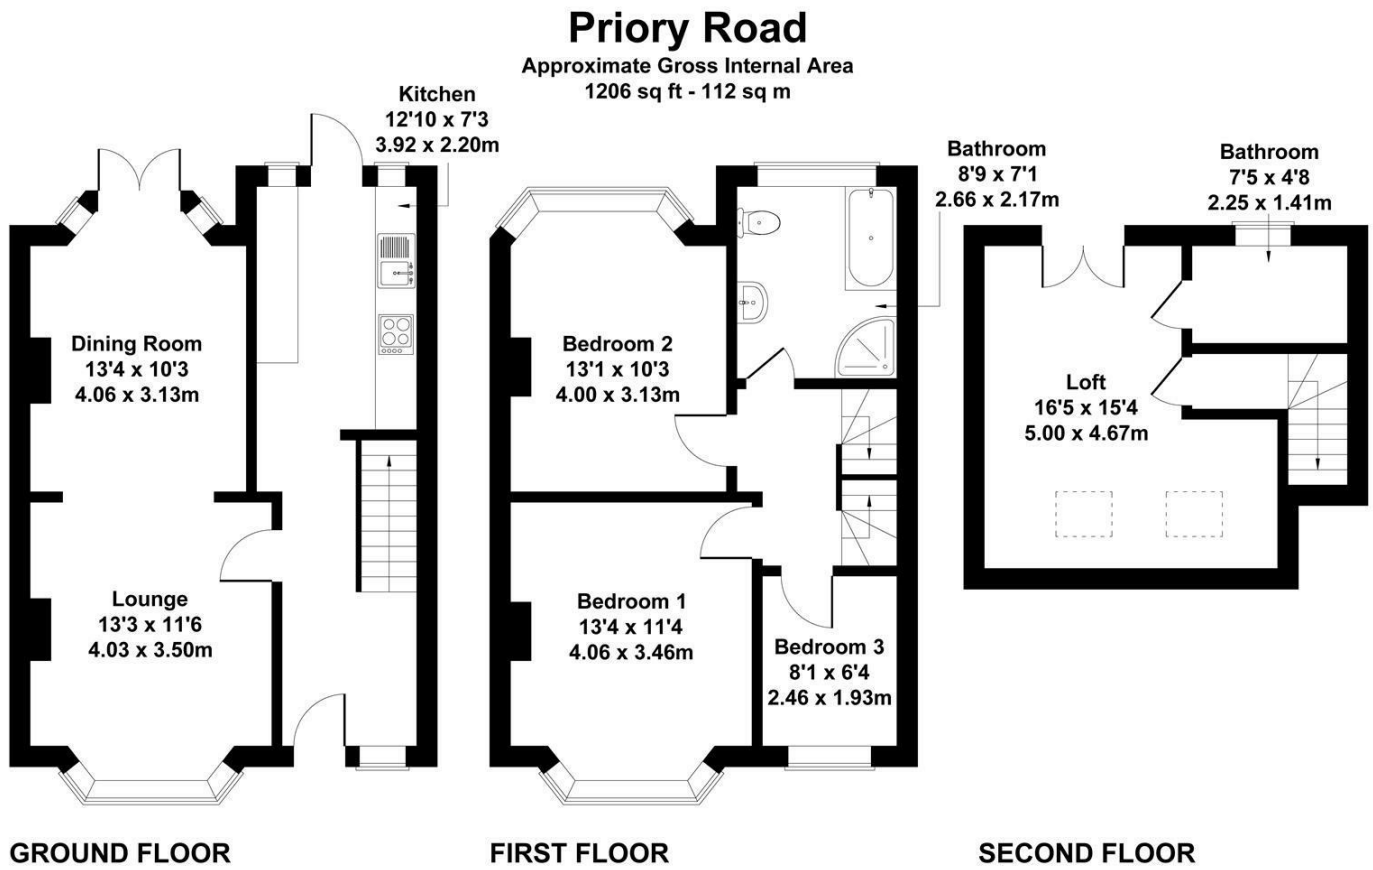 Priory Road
Approximate Gross Internal Area
1206 sq ft - 112 sq m
Kitchen
12'10 x 7'3
3.92 x 2.20m
Dining Room
13'4 x 10'3
4.06 x 3.13m
Lounge
13'3 x 11'6
4.03 x 3.50m
GROUND FLOOR
Bathroom
8'9 x 7'1
2.66 x 2.17m
Bedroom 2
13'1 x 10'3
4.00 x 3.13m
Bedroom 1
13'4 x 11'4
4.06 x 3.46m
Bedroom 3
8'1 x 6'4
2.46 x 1.93m
FIRST FLOOR
Bathroom
7'5 x 4'8
2.25 x 1.41m
Loft
16'5 x 15'4
5.00 x 4.67m
SECOND FLOOR